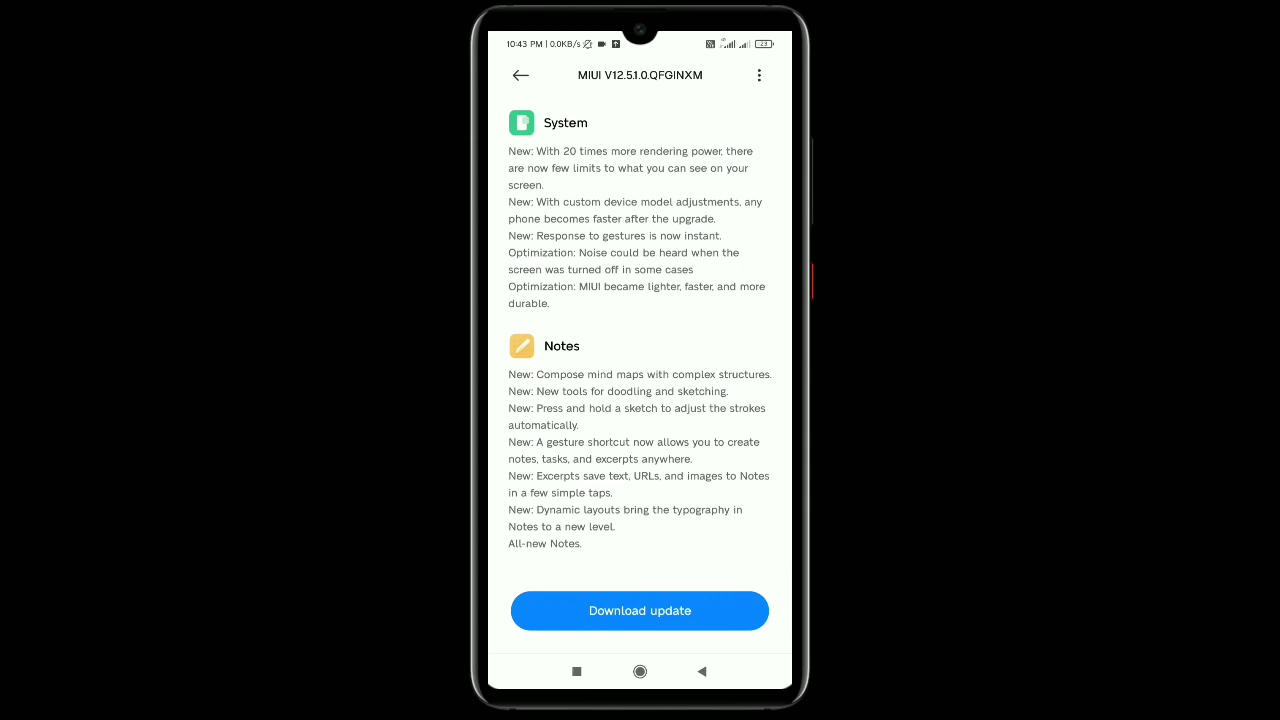 10:43 PM | 0.0KB/s
23
MIUI V12.5.1.0.QFGINXM
System
New: With 20 times more rendering power, there
are now few limits to what you can see on your
screen.
New: With custom device model adjustments, any
phone becomes faster after the upgrade.
New: Response to gestures is now instant.
Optimization: Noise could be heard when the
screen was turned off in some cases
Optimization: MIUI became lighter, faster, and more
durable.
Notes
New: Compose mind maps with complex structures.
New: New tools for doodling and sketching.
New: Press and hold a sketch to adjust the strokes
automatically.
New: A gesture shortcut now allows you to create
notes, tasks, and excerpts anywhere.
New: Excerpts save text, URLs, and images to Notes
in a few simple taps.
New: Dynamic layouts bring the typography in
Notes to a new level.
All-new Notes.
Download update